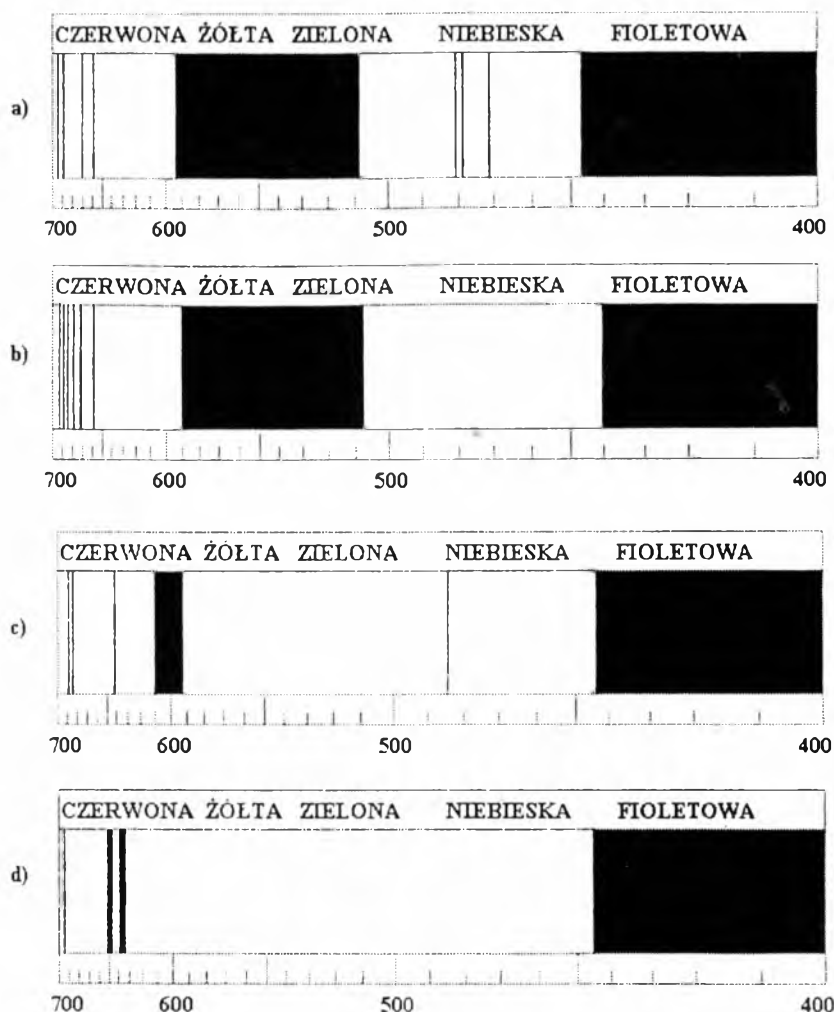 CZERWONA ŻÓŁTA ZIELONA NIEBIESKA FIOLETOWA
a)
700 600 500 400
CZERWONA ŻÓŁTA ZIELONA NIEBIESKA FIOLETOWA
b)
700 600 500 400
CZERWONA ŻÓŁTA ZIELONA NIEBIESKA FIOLETOWA
c)
700 600 500 400
CZERWONA ŻÓŁTA ZIELONA NIEBIESKA FIOLETOWA
d)
700 600 500 400